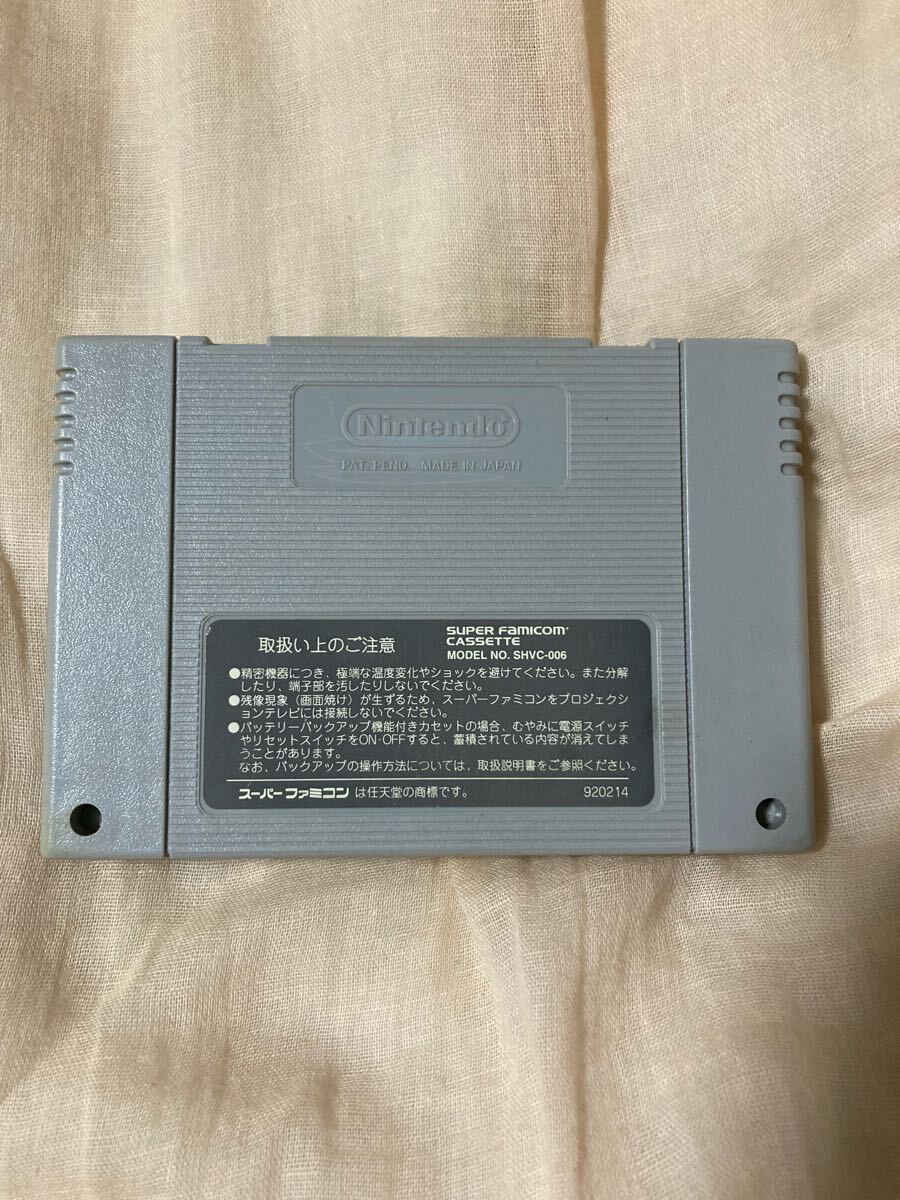 Nintendo®
PAT. PEND. MADE IN JAPAN
取扱い上のご注意
SUPER FAMICOM®
CASSETTE
MODEL NO. SHVC-006
●精密機器につき、極端な温度変化やショックを避けてください。また分解
したり、端子部を汚したりしないでください。
●残像現象（画面焼け）が生ずるため、スーパーファミコンをプロジェクシ
ョンテレビには接続しないでください。
●バッテリーバックアップ機能付きカセットの場合、むやみに電源スイッチ
やリセットスイッチをON·OFFすると、蓄積されている内容が消えてしま
うことがあります。
なお、バックアップの操作方法については、取扱説明書をご参照ください。
スーパーファミコン は任天堂の商標です。
920214